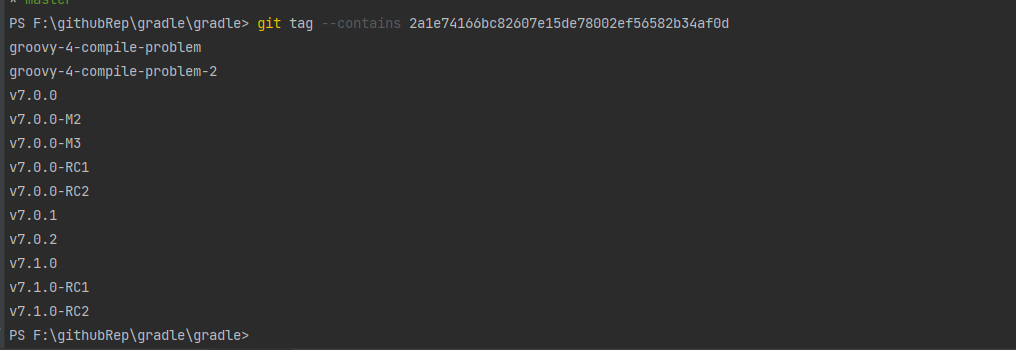 * master
PS F:\githubRep\gradle\gradle> git tag --contains 2a1e74166bc82607e15de78002ef56582b34af0d
groovy-4-compile-problem
groovy-4-compile-problem-2
v7.0.0
v7.0.0-M2
v7.0.0-M3
v7.0.0-RC1
v7.0.0-RC2
v7.0.1
v7.0.2
v7.1.0
v7.1.0-RC1
v7.1.0-RC2
PS F:\githubRep\gradle\gradle>